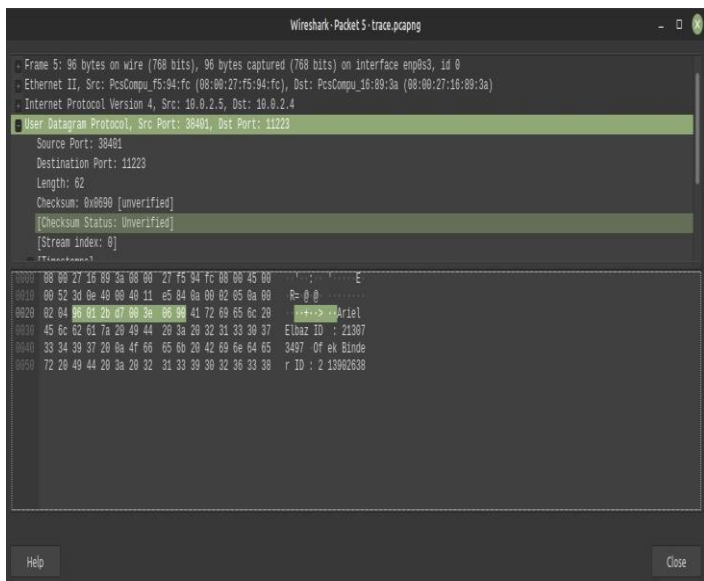 Wireshark · Packet 5 · trace.pcapng
Frame 5: 96 bytes on wire (768 bits), 96 bytes captured (768 bits) on interface enp0s3, id 0
Ethernet II, Src: PcsCompu_f5:94:fc (08:00:27:f5:94:fc), Dst: PcsCompu_16:89:3a (08:00:27:16:89:3a)
Internet Protocol Version 4, Src: 10.0.2.5, Dst: 10.0.2.4
User Datagram Protocol, Src Port: 38401, Dst Port: 11223
Source Port: 38401
Destination Port: 11223
Length: 62
Checksum: 0x0690 [unverified]
[Checksum Status: Unverified]
[Stream index: 0]
[Timestamps]
0000 08 00 27 16 89 3a 08 00 27 f5 94 fc 08 00 45 00 ··'··:·· '·····E·
0010 00 52 3d 0e 40 00 40 11 e5 84 0a 00 02 05 0a 00 ·R=·@·@· ········
0020 02 04 96 01 2b d7 00 3e 06 90 41 72 69 65 6c 20 ····+··> ··Ariel
0030 45 6c 62 61 7a 20 49 44 20 3a 20 32 31 33 30 37 Elbaz ID : 21307
0040 33 34 39 37 20 0a 4f 66 65 6b 20 42 69 6e 64 65 3497 ·Of ek Binde
0050 72 20 49 44 20 3a 20 32 31 33 39 30 32 36 33 38 r ID : 2 13902638
Help
Close